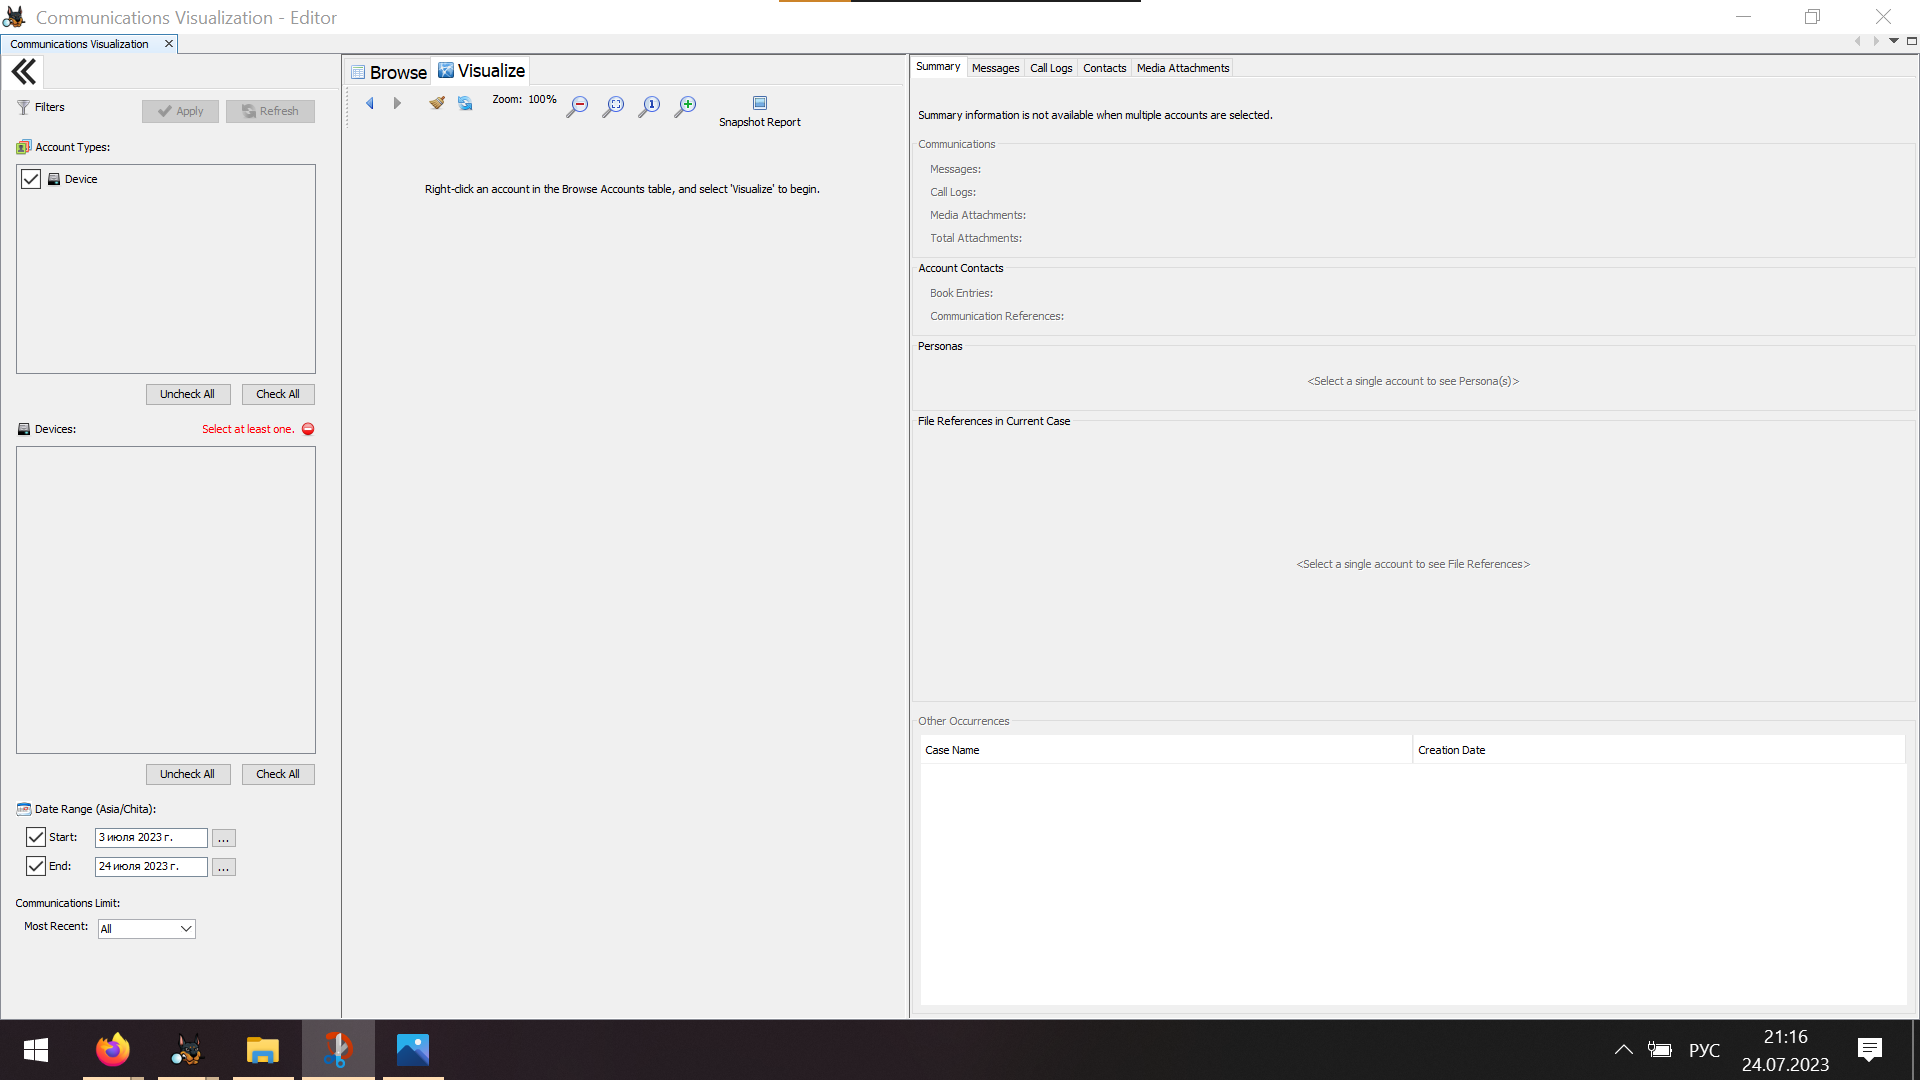 Communications Visualization - Editor
Communications Visualization
Filters
Apply
Refresh
Account Types:
Device
Uncheck All
Check All
Devices:
Select at least one.
Uncheck All
Check All
Date Range (Asia/Chita):
Start:
3 июля 2023 г.
...
End:
24 июля 2023 г.
...
Communications Limit:
Most Recent:
All
Browse
Visualize
Zoom: 100%
1
Snapshot Report
Right-click an account in the Browse Accounts table, and select 'Visualize' to begin.
Summary
Messages
Call Logs
Contacts
Media Attachments
Summary information is not available when multiple accounts are selected.
Communications
Messages:
Call Logs:
Media Attachments:
Total Attachments:
Account Contacts
Book Entries:
Communication References:
Personas
<Select a single account to see Persona(s)>
File References in Current Case
<Select a single account to see File References>
Other Occurrences
Case Name
Creation Date
РУС
21:16
24.07.2023